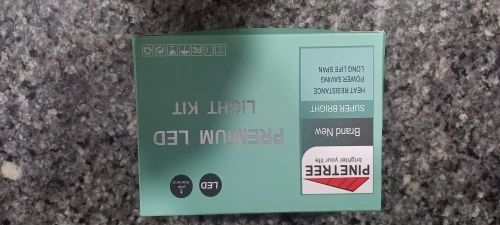 PINETREE
brighter your life
Brand New
SUPER BRIGHT
HEAT RESISTANCE
POWER SAVING
LONG LIFE SPAN
LED
1
PREMIUM LED
LIGHT KIT